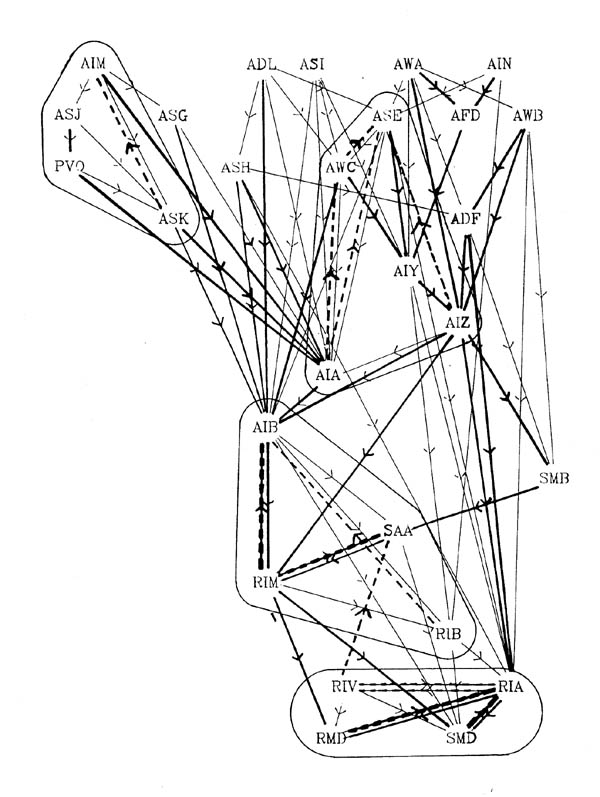 AIM ADL ASI AWA AIN
ASJ ASG ASE AFD AWB
PVQ ASH AWC
ASK ADF
AIY
AIZ
AIA
AIB
SMB
SAA
RIM
RIB
RIV RIA
RMD SMD